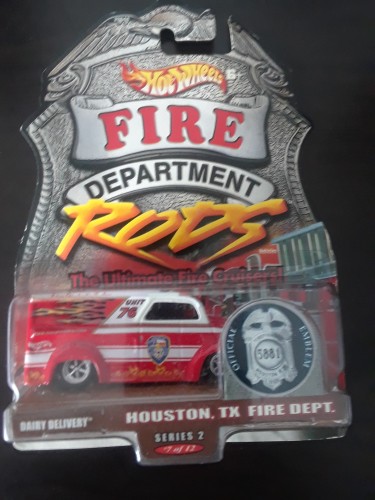 Hot Wheels
FIRE
DEPARTMENT
RODS
The Ultimate Fire Cruisers!
UNIT
76
OFFICIAL
EMBLEM
5881
DAIRY DELIVERY
HOUSTON, TX FIRE DEPT.
SERIES 2
7 of 12